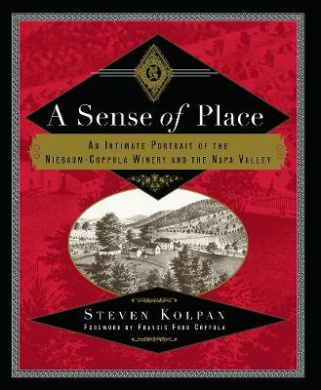 A Sense of Place
An Intimate Portrait of the
Niebaum-Coppola Winery and the Napa Valley
Steven Kolpan
Foreword by Francis Ford Coppola